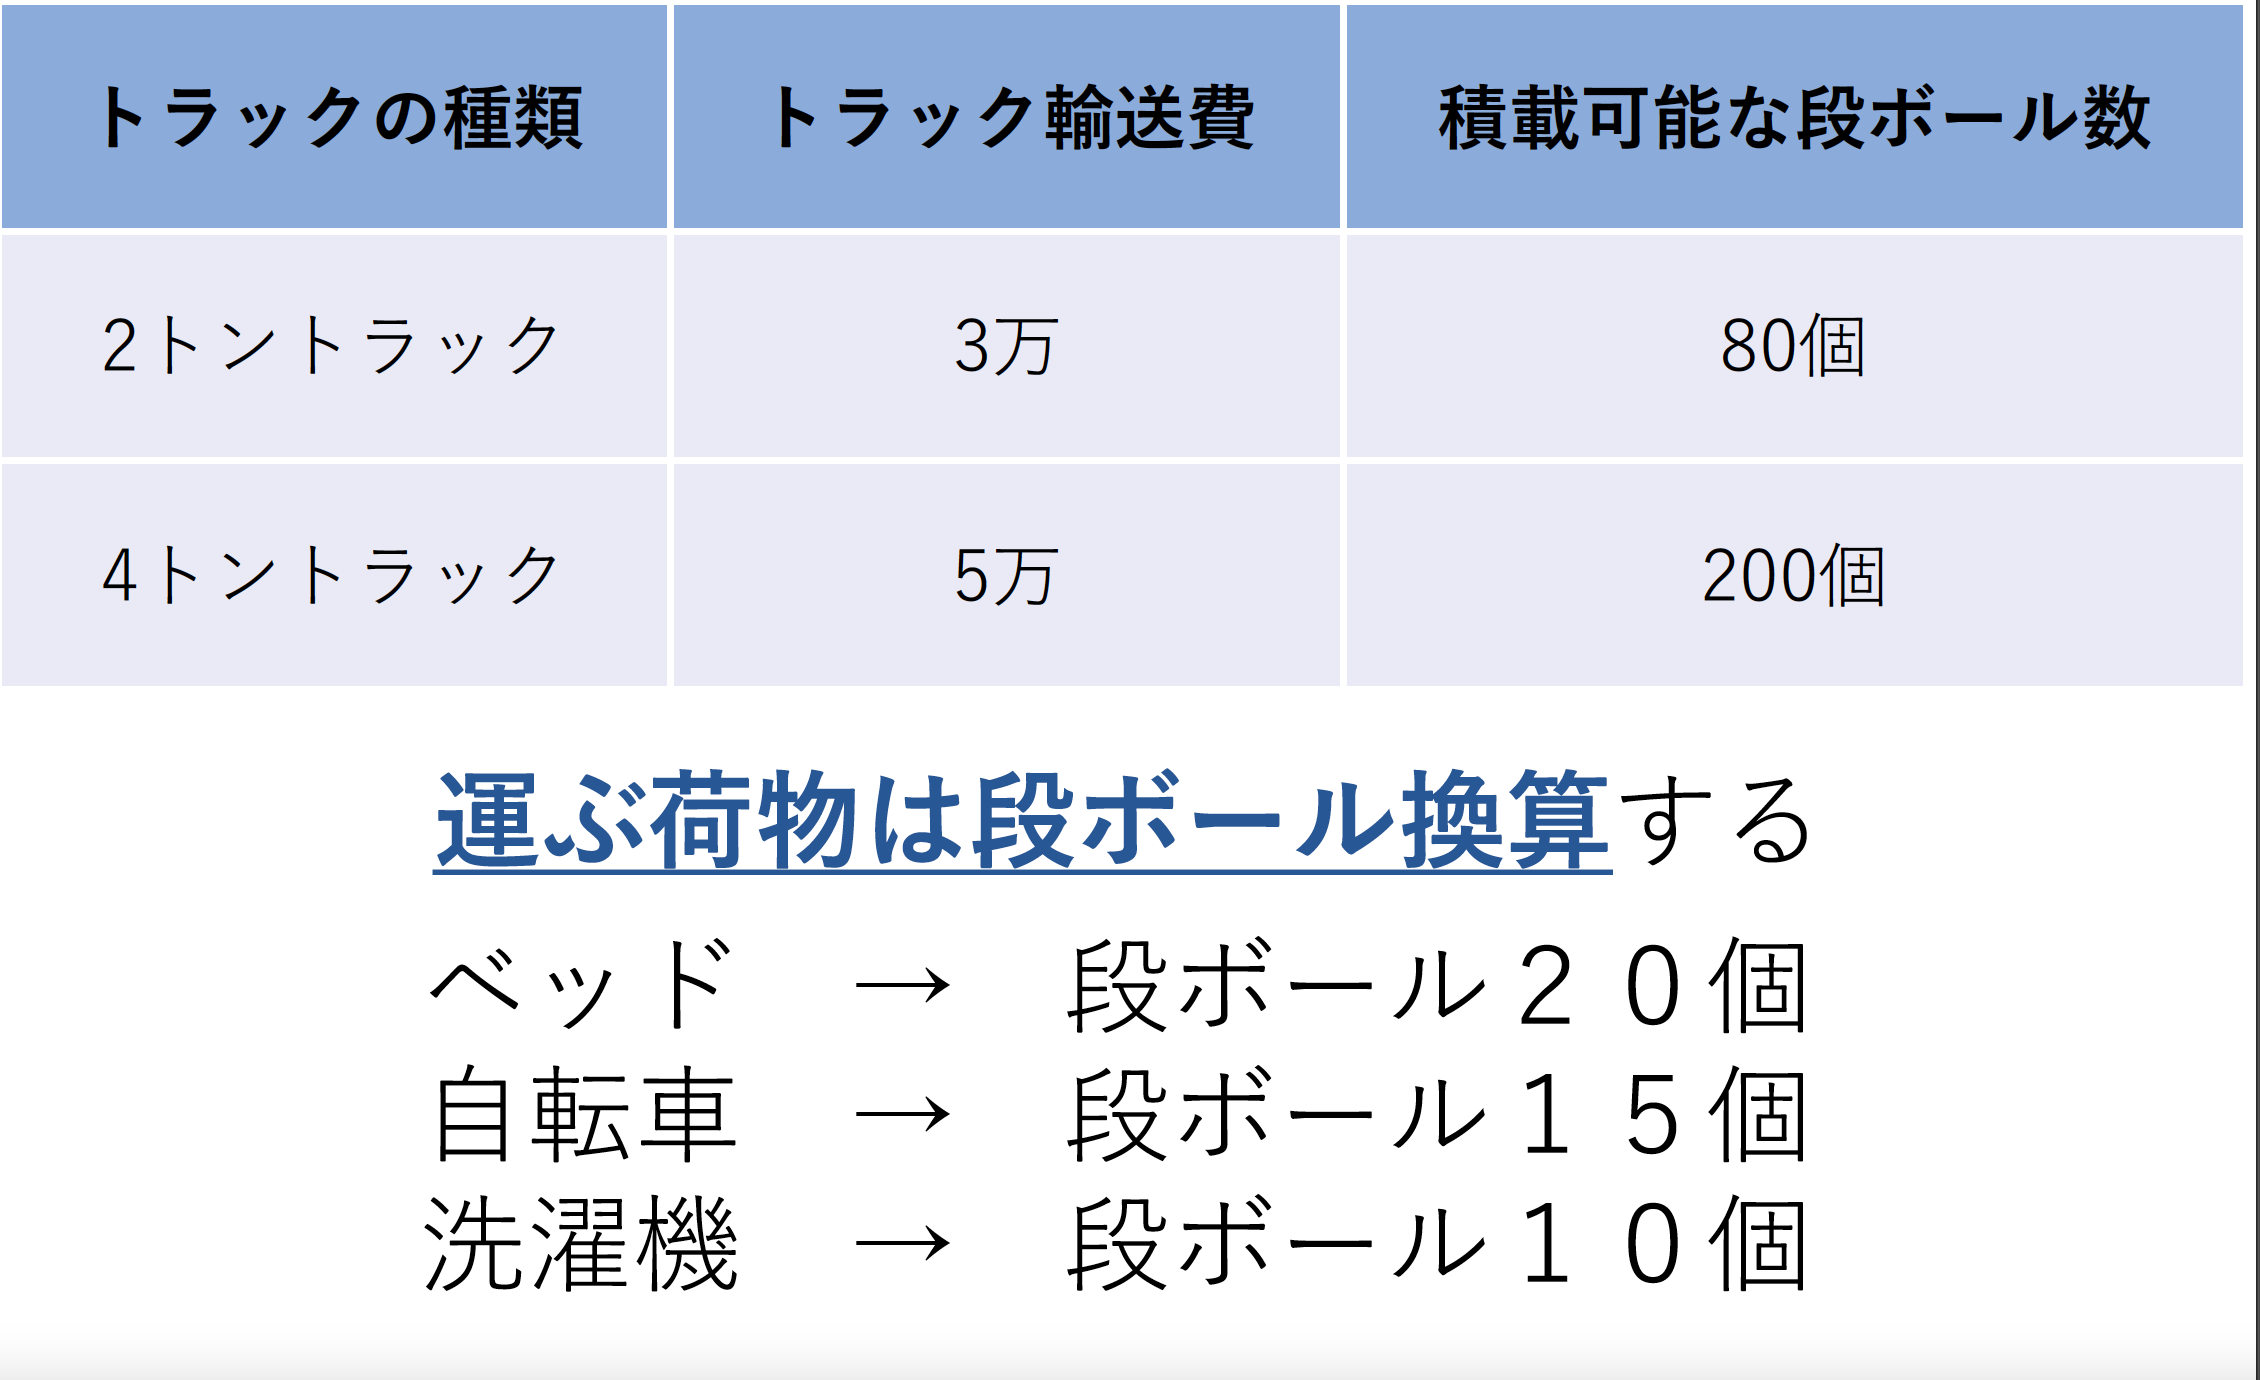 トラックの種類 トラック輸送費 積載可能な段ボール数
2トントラック 3万 80個
4トントラック 5万 200個
運ぶ荷物は段ボール換算する
ベッド → 段ボール２０個
自転車 → 段ボール１５個
洗濯機 → 段ボール１０個